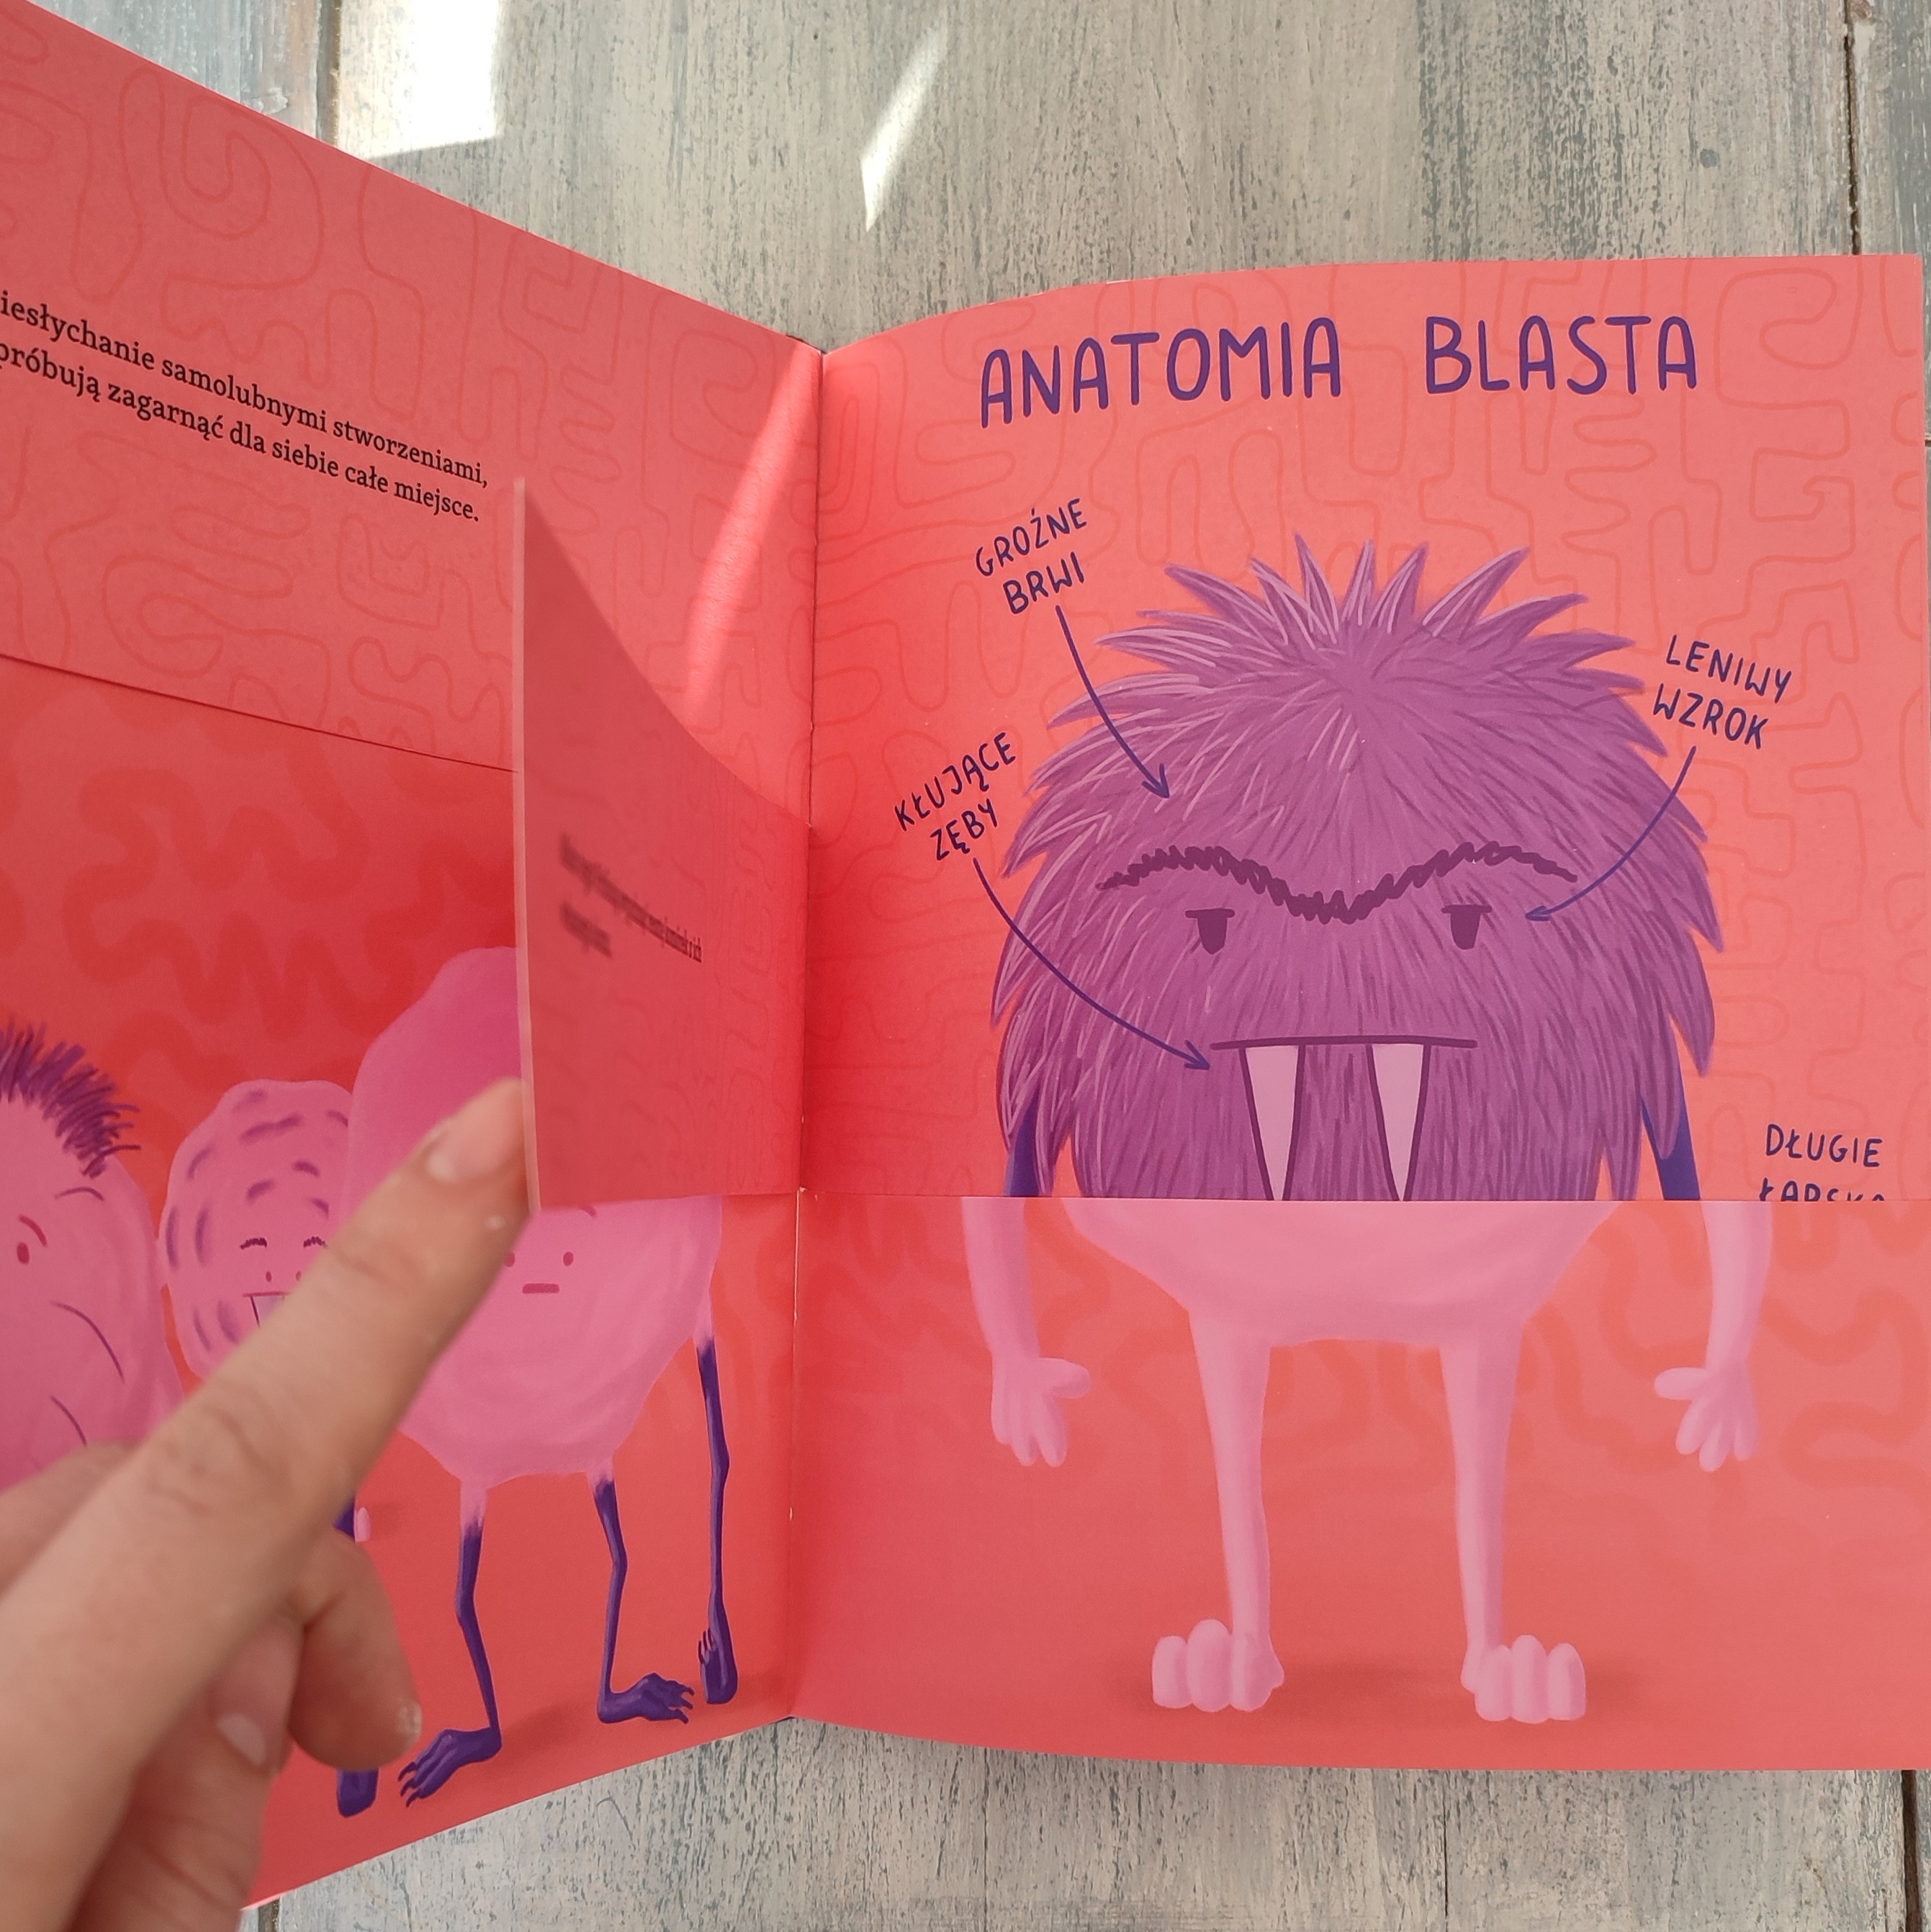 iesłychanie samolubnymi stworzeniami,
próbują zagarnąć dla siebie całe miejsce.
ANATOMIA BLASTA
GROŹNE
BRWI
LENIWY
WZROK
KŁUJĄCE
ZĘBY
DŁUGIE